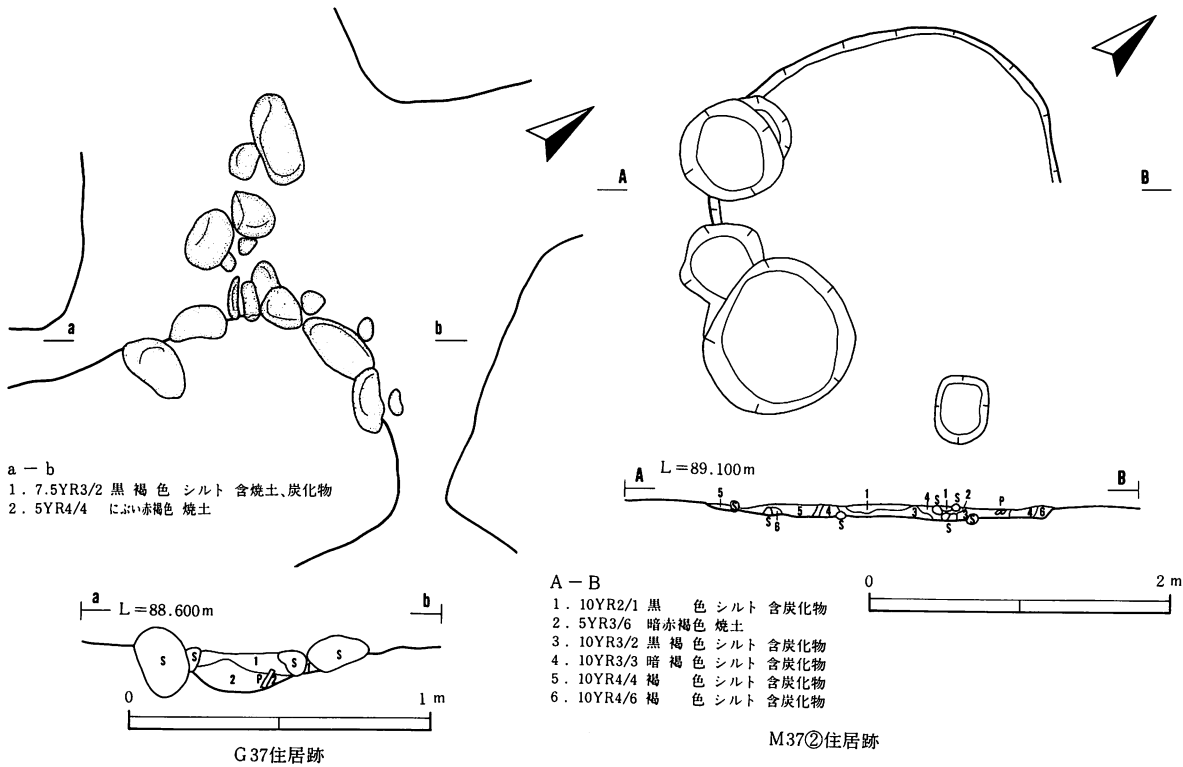 a
b
a－b
1. 7.5YR3/2 黒褐色 シルト 含焼土、炭化物
2. 5YR4/4 にぶい赤褐色 焼土
a
L＝88.600m
b
S
S
1
S
S
2
P
0
1 m
G37住居跡
A
B
L＝89.100m
A
B
5
S
S
6
5
4
S
1
3
4
S
1
S
2
3
S
S
P
4/6
A－B
1. 10YR2/1 黒色 シルト 含炭化物
2. 5YR3/6 暗赤褐色 焼土
3. 10YR3/2 黒褐色 シルト 含炭化物
4. 10YR3/3 暗褐色 シルト 含炭化物
5. 10YR4/4 褐色 シルト 含炭化物
6. 10YR4/6 褐色 シルト 含炭化物
0
2 m
M37②住居跡